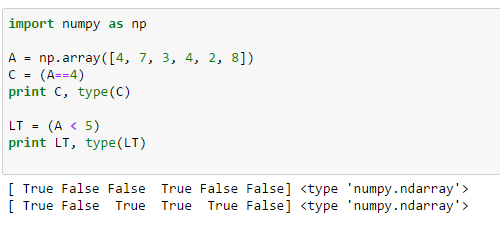 import numpy as np
A = np.array([4, 7, 3, 4, 2, 8])
C = (A==4)
print C, type(C)
LT = (A < 5)
print LT, type(LT)
[ True False False  True False False] <type 'numpy.ndarray'>
[ True False  True  True  True False] <type 'numpy.ndarray'>